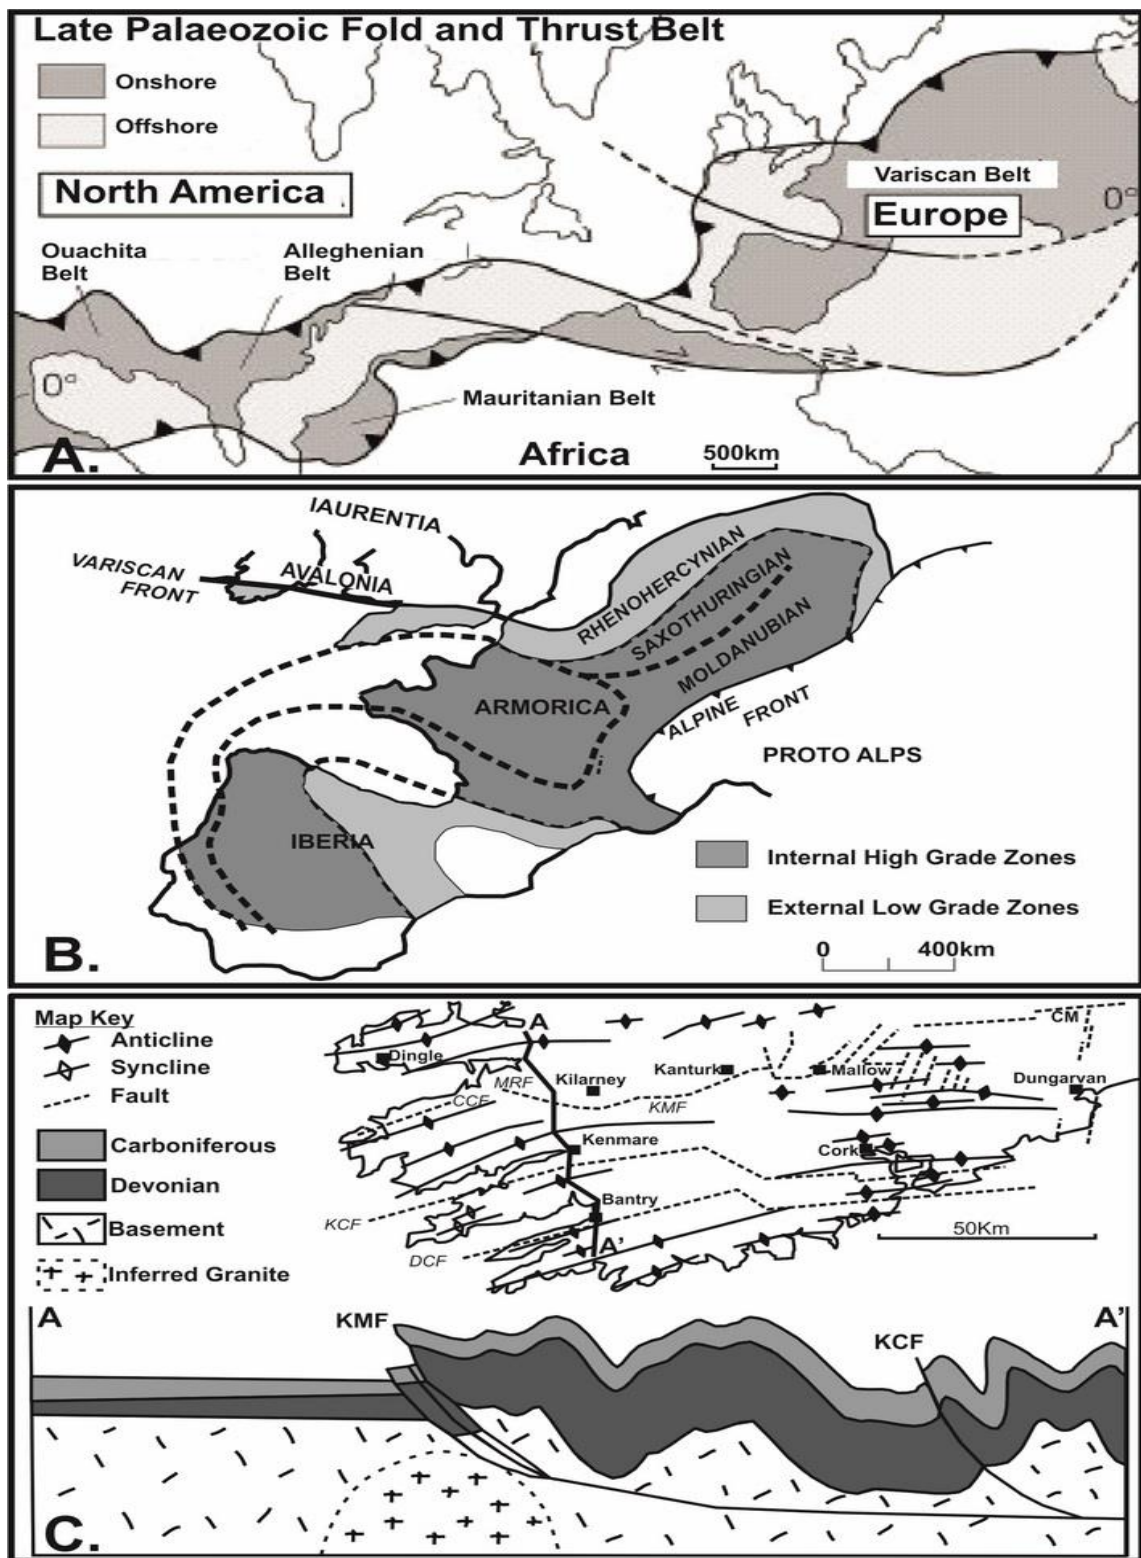 Late Palaeozoic Fold and Thrust Belt
Onshore
Offshore
North America
Variscan Belt
Europe
0°
Ouachita
Belt
Alleghenian
Belt
0°
Mauritanian Belt
Africa
500km
A.
IAURENTIA
VARISCAN
FRONT
AVALONIA
RHENOHERCYNIAN
SAXOTHURINGIAN
MOLDANUBIAN
ARMORICA
ALPINE FRONT
PROTO ALPS
IBERIA
Internal High Grade Zones
External Low Grade Zones
0 400km
B.
Map Key
Anticline
Syncline
Fault
Carboniferous
Devonian
Basement
Inferred Granite
A
CM
Dingle
MRF
Kilarney
Kanturk
Mallow
Dungarvan
CCF
KMF
Kenmare
Cork
Bantry
KCF
50Km
DCF
A'
A
KMF
KCF
A'
C.